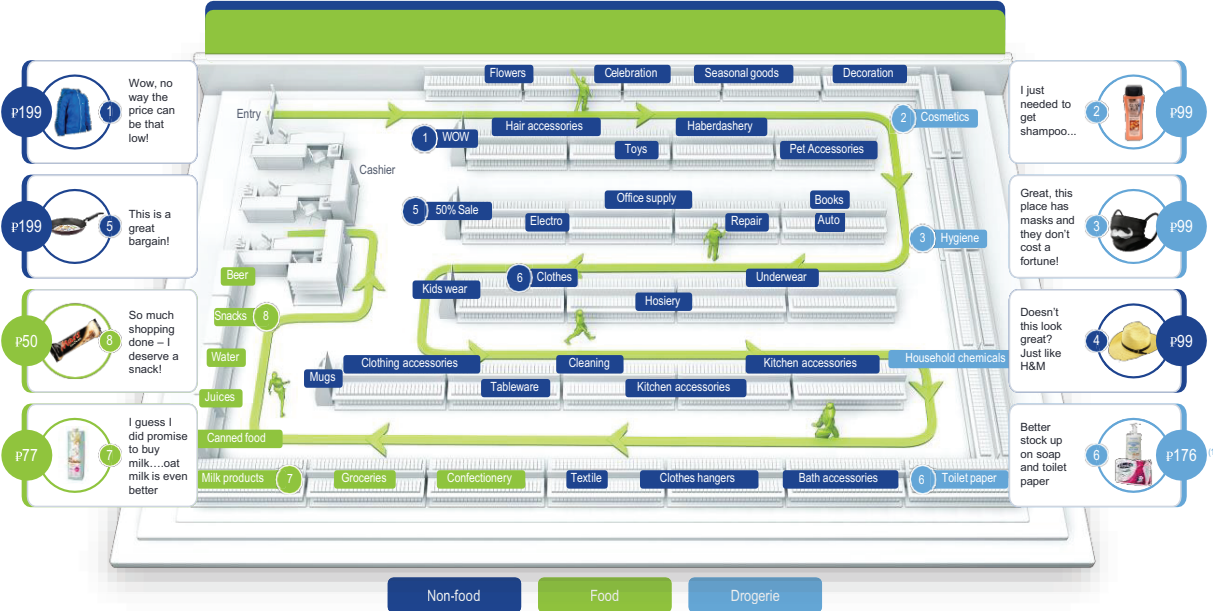 Flowers
Celebration
Seasonal goods
Decoration
Entry
Cashier
2
Cosmetics
1
WOW
Hair accessories
Haberdashery
Toys
Pet Accessories
5
50% Sale
Office supply
Books
Electro
Repair
Auto
3
Hygiene
6
Clothes
Underwear
Kids wear
Hosiery
Beer
Snacks
8
Water
Juices
Canned food
Clothing accessories
Cleaning
Kitchen accessories
Household chemicals
Mugs
Tableware
Kitchen accessories
Milk products
7
Groceries
Confectionery
Textile
Clothes hangers
Bath accessories
6
Toilet paper
₽199
1
Wow, no
way the
price can
be that
low!
₽199
5
This is a
great
bargain!
₽50
8
So much
shopping
done – I
deserve a
snack!
₽77
7
I guess I
did promise
to buy
milk….oat
milk is even
better
I just
needed to
get
shampoo...
2
₽99
Great, this
place has
masks and
they don't
cost a
fortune!
3
₽99
Doesn't
this look
great?
Just like
H&M
4
₽99
Better
stock up
on soap
and toilet
paper
6
₽176
Non-food
Food
Drogerie